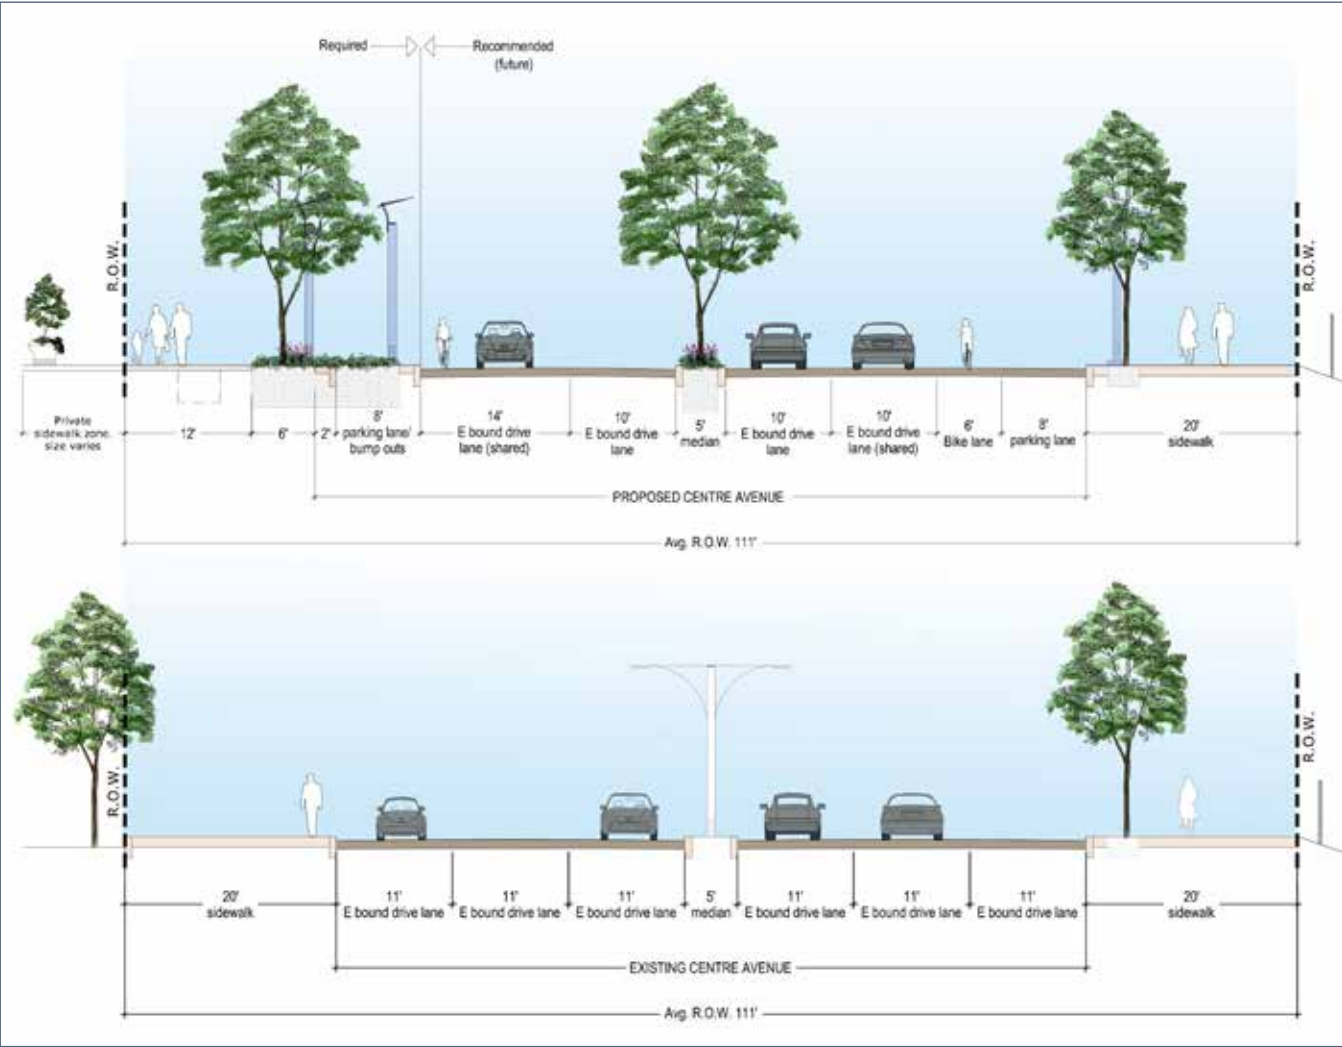 Required
Recommended
(future)
R.O.W.
R.O.W.
Private
sidewalk zone,
size varies
12'
6'
2'
8'
parking lane/
bump outs
14'
E bound drive
lane (shared)
10'
E bound drive
lane
5'
median
10'
E bound drive
lane
10'
E bound drive
lane (shared)
6'
Bike lane
8'
parking lane
20'
sidewalk
PROPOSED CENTRE AVENUE
Avg. R.O.W. 111'
R.O.W.
R.O.W.
20'
sidewalk
11'
E bound drive lane
11'
E bound drive lane
11'
E bound drive lane
5'
median
11'
E bound drive lane
11'
E bound drive lane
11'
E bound drive lane
20'
sidewalk
EXISTING CENTRE AVENUE
Avg. R.O.W. 111'